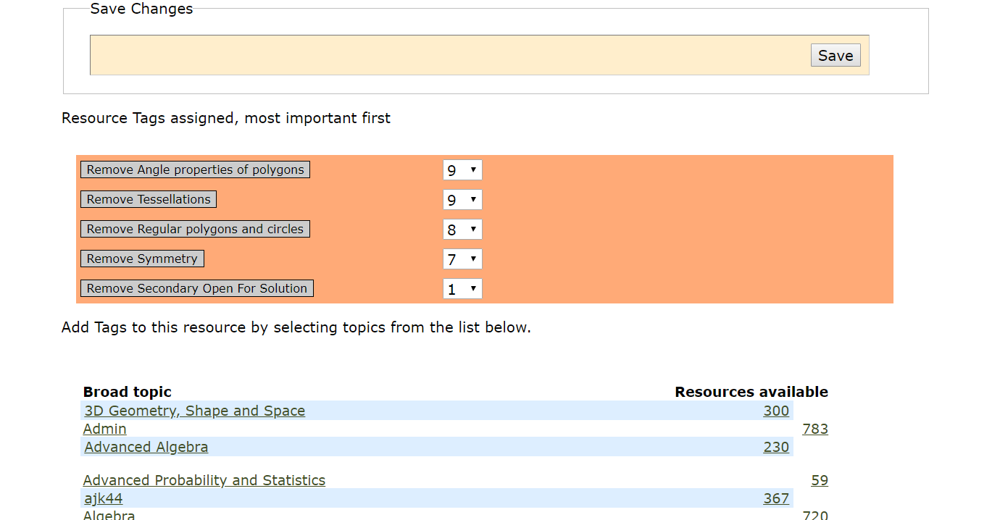 Save Changes
Save
Resource Tags assigned, most important first
Remove Angle properties of polygons 9
Remove Tessellations 9
Remove Regular polygons and circles 8
Remove Symmetry 7
Remove Secondary Open For Solution 1
Add Tags to this resource by selecting topics from the list below.
Broad topic Resources available
3D Geometry, Shape and Space 300
Admin 783
Advanced Algebra 230
Advanced Probability and Statistics 59
ajk44 367
Algebra 720